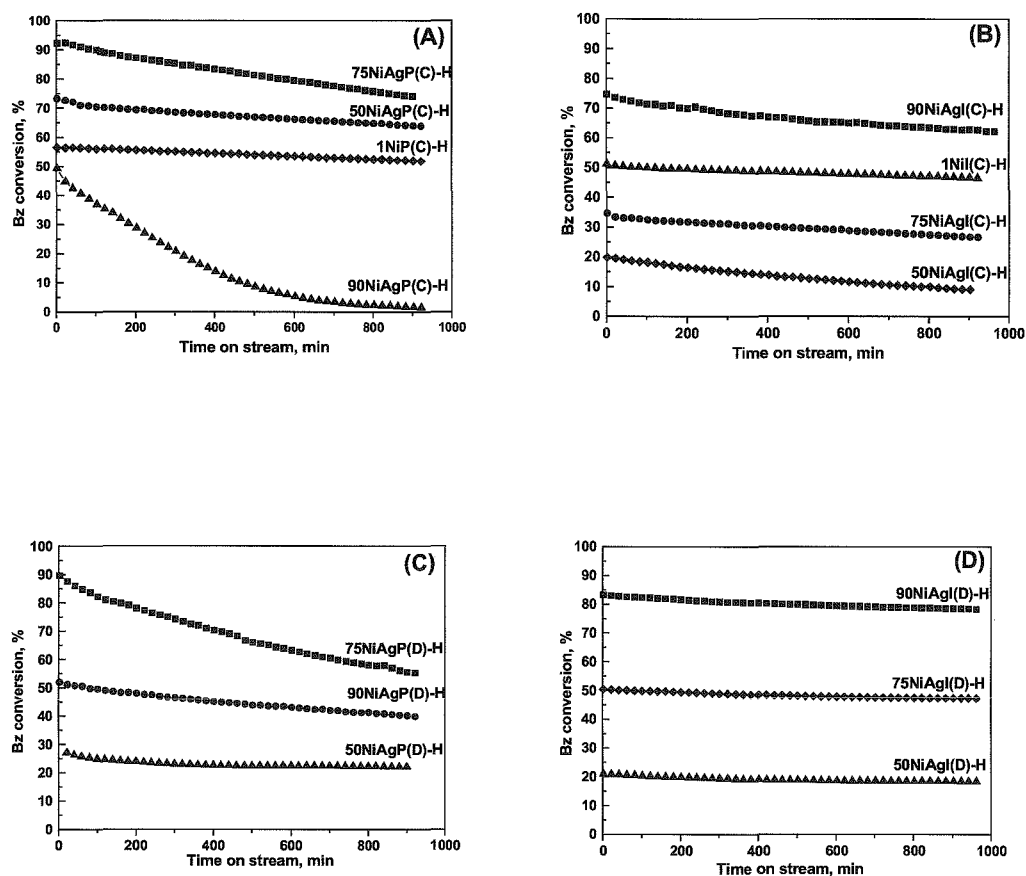 (A)
100
90
80
70
60
50
40
30
20
10
0
Bz conversion, %
75NiAgP(C)-H
50NiAgP(C)-H
1NiP(C)-H
90NiAgP(C)-H
0 200 400 600 800 1000
Time on stream, min
(B)
100
90
80
70
60
50
40
30
20
10
0
Bz conversion, %
90NiAgI(C)-H
1NiI(C)-H
75NiAgI(C)-H
50NiAgI(C)-H
0 200 400 600 800 1000
Time on stream, min
(C)
100
90
80
70
60
50
40
30
20
10
0
Bz conversion, %
75NiAgP(D)-H
90NiAgP(D)-H
50NiAgP(D)-H
0 200 400 600 800 1000
Time on stream, min
(D)
100
90
80
70
60
50
40
30
20
10
0
Bz conversion, %
90NiAgI(D)-H
75NiAgI(D)-H
50NiAgI(D)-H
0 200 400 600 800 1000
Time on stream, min